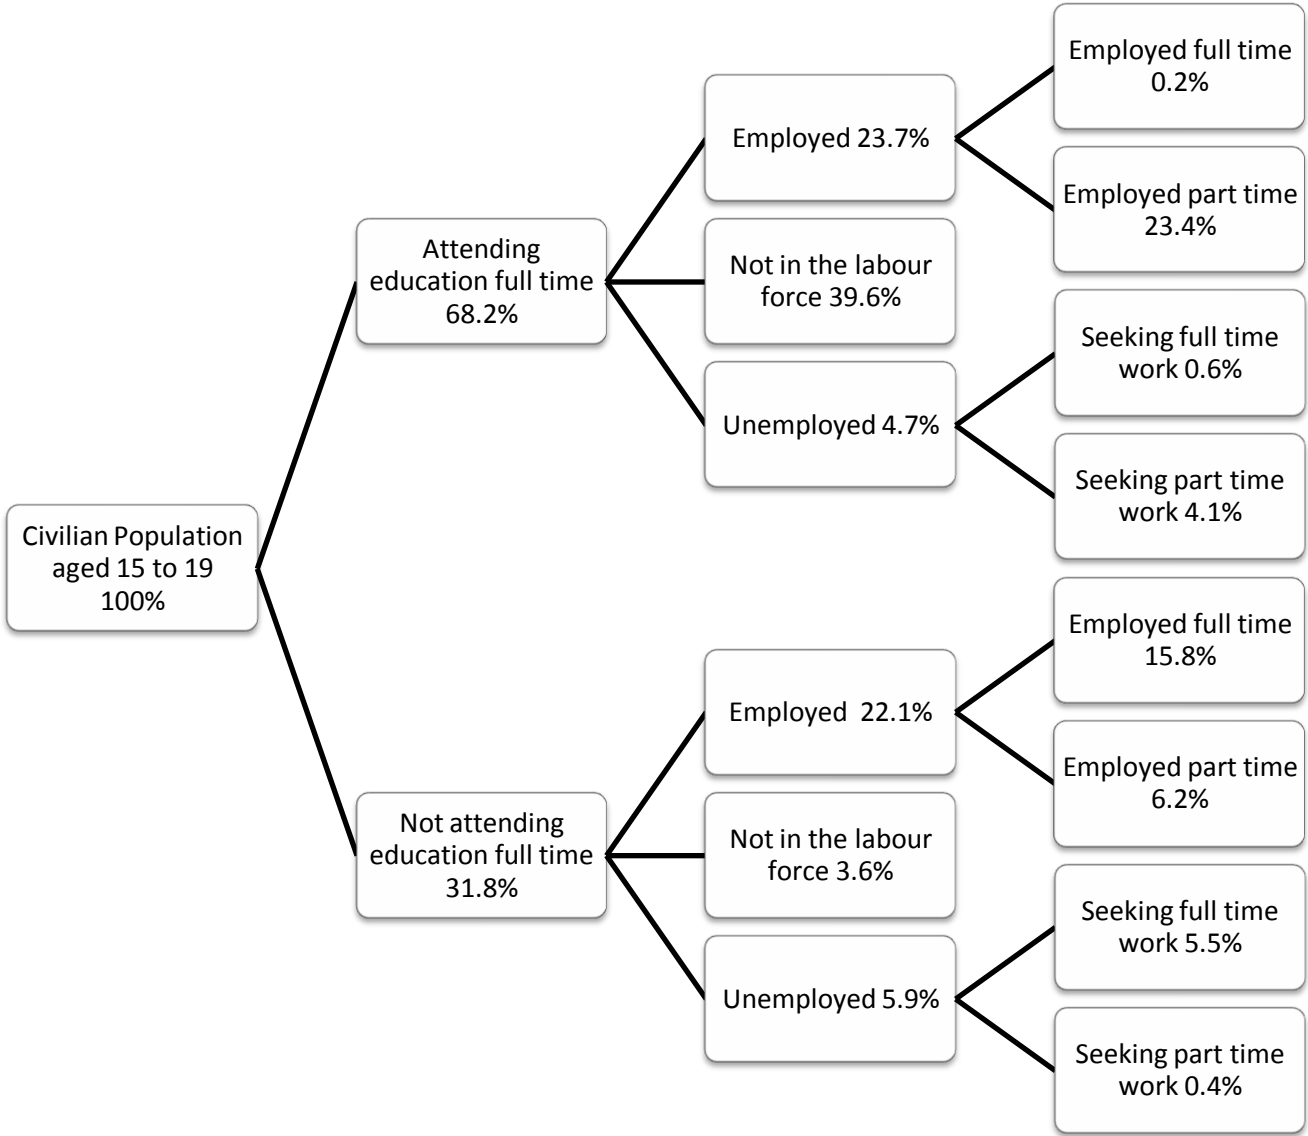 Civilian Population
aged 15 to 19
100%
Attending
education full time
68.2%
Employed 23.7%
Employed full time
0.2%
Employed part time
23.4%
Not in the labour
force 39.6%
Unemployed 4.7%
Seeking full time
work 0.6%
Seeking part time
work 4.1%
Not attending
education full time
31.8%
Employed  22.1%
Employed full time
15.8%
Employed part time
6.2%
Not in the labour
force 3.6%
Unemployed 5.9%
Seeking full time
work 5.5%
Seeking part time
work 0.4%